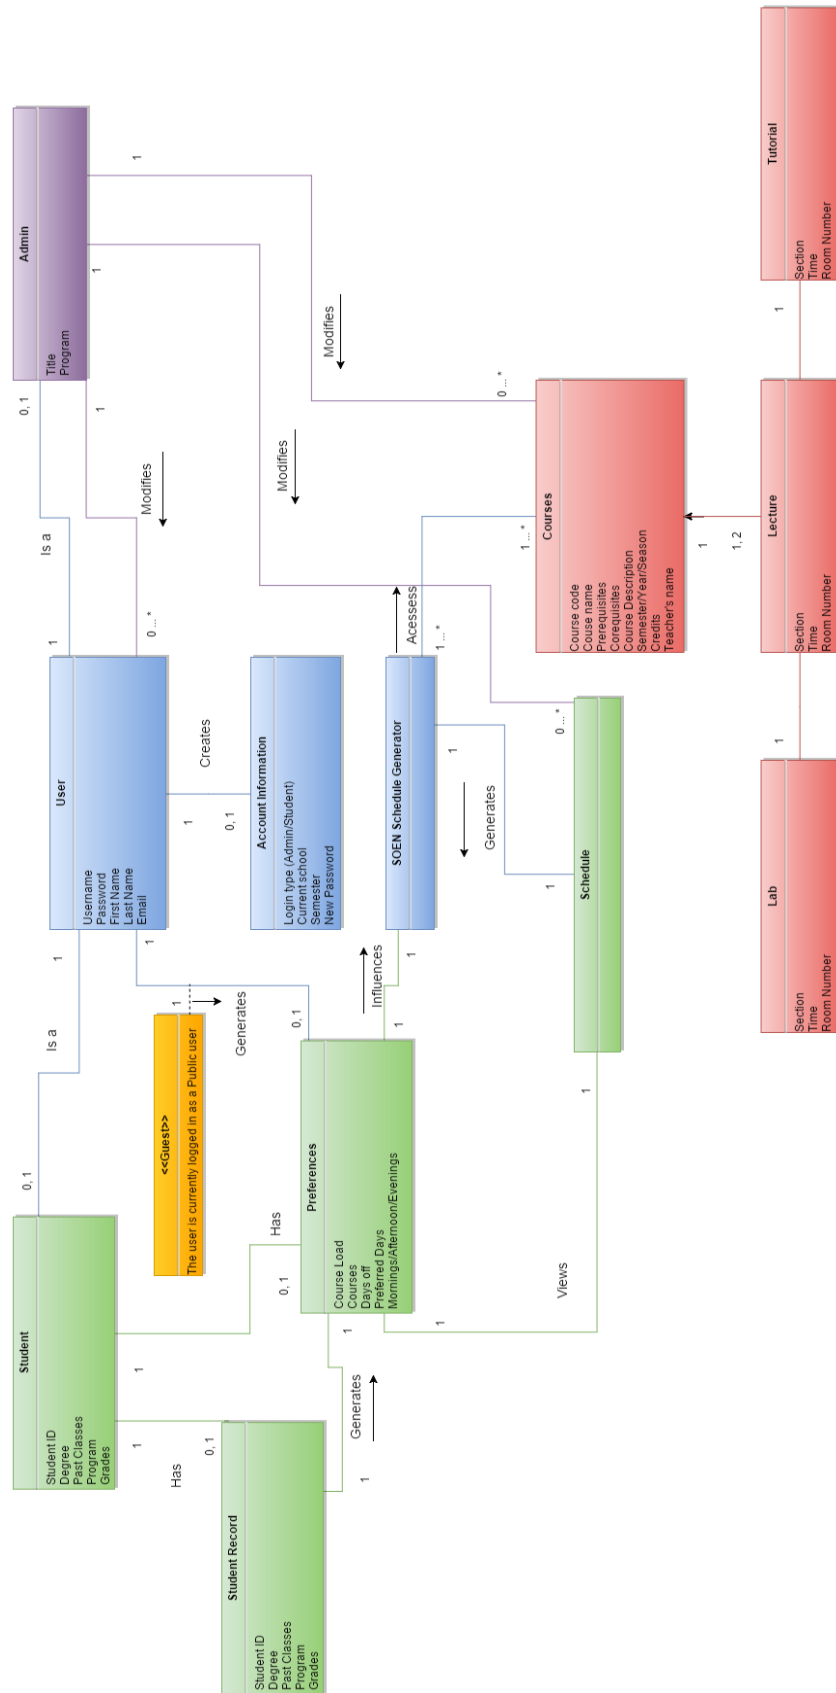 Student
Student ID
Degree
Past Classes
Program
Grades
0, 1
Is a
1
User
Username
Password
First Name
Last Name
Email
1
Is a
0, 1
Admin
Title
Program
1
1
1
Modifies
0 ... *
1
1
Has
0, 1
Student Record
Student ID
Degree
Past Classes
Program
Grades
1
Has
0, 1
<<Guest>>
The user is currently logged in as a Public user
1
Generates
1
0, 1
1
Creates
0, 1
Account Information
Login type (Admin/Student)
Current school
Semester
New Password
Modifies
Modifies
Preferences
Course Load
Courses
Days off
Preferred Days
Mornings/Afternoon/Evenings
1
Generates
1
Influences
1
1
SOEN Schedule Generator
Acessess
1 ... *
1 ... *
0 ... *
1
Generates
1
1
Views
1
Schedule
0 ... *
Courses
Course code
Couse name
Prerequisites
Corequisites
Course Description
Semester/Year/Season
Credits
Teacher's name
1
1, 2
Lab
Section
Time
Room Number
1
Lecture
Section
Time
Room Number
1
Tutorial
Section
Time
Room Number